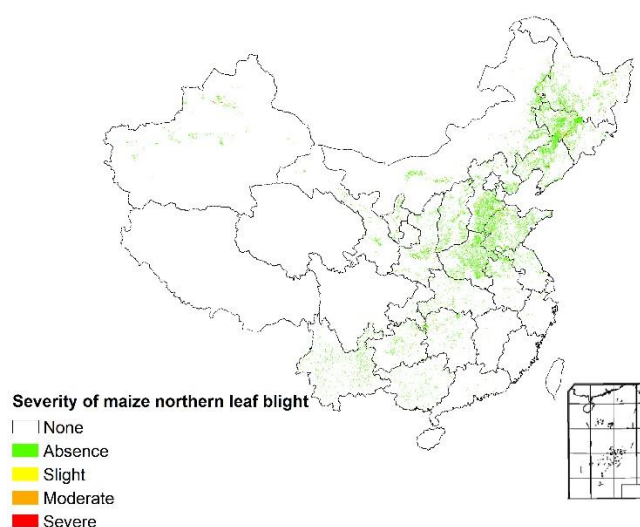 Severity of maize northern leaf blight
None
Absence
Slight
Moderate
Severe